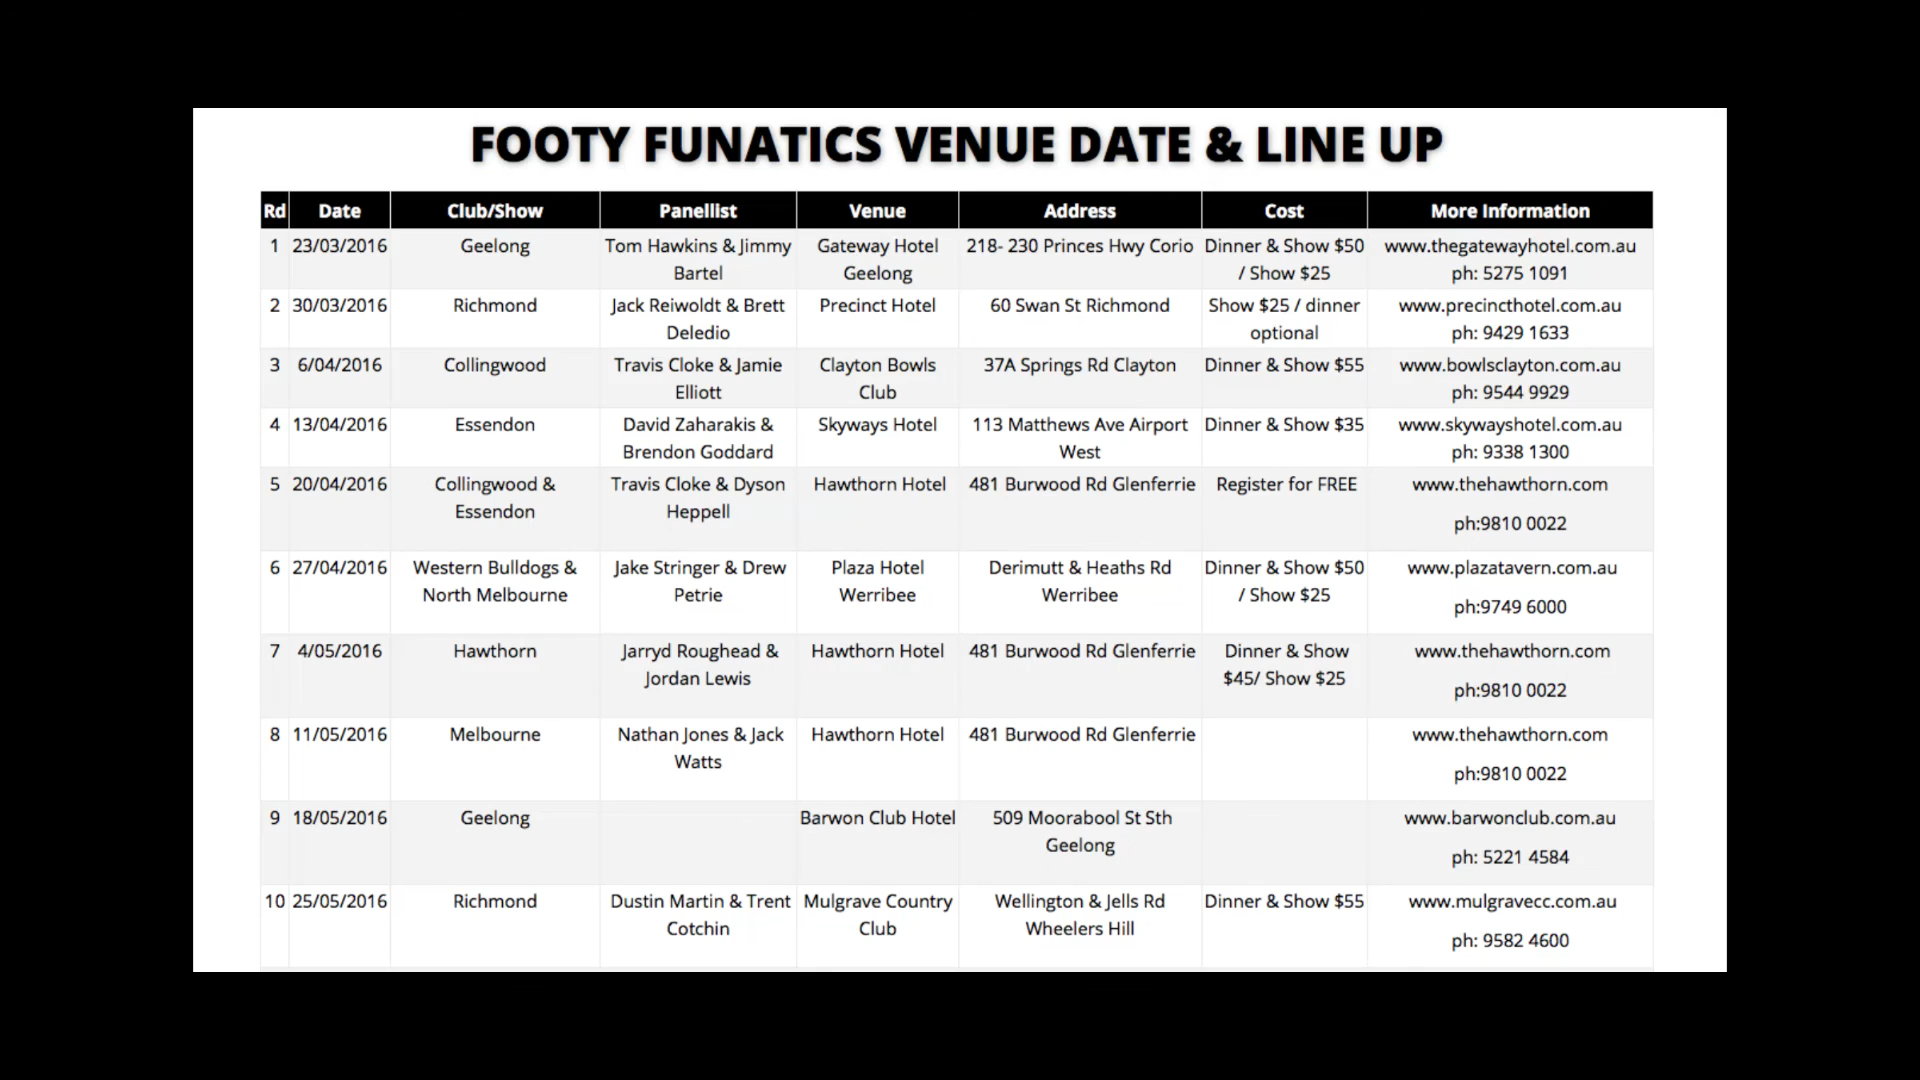 FOOTY FUNATICS VENUE DATE & LINE UP
Rd Date Club/Show Panellist Venue Address Cost More Information
1 23/03/2016 Geelong Tom Hawkins & Jimmy Gateway Hotel 218- 230 Princes Hwy Corio Dinner & Show $50 www.thegatewayhotel.com.au
Bartel Geelong / Show $25 ph: 5275 1091
2 30/03/2016 Richmond Jack Reiwoldt & Brett Precinct Hotel 60 Swan St Richmond Show $25 / dinner www.precincthotel.com.au
Deledio optional ph: 9429 1633
3 6/04/2016 Collingwood Travis Cloke & Jamie Clayton Bowls 37A Springs Rd Clayton Dinner & Show $55 www.bowlsclayton.com.au
Elliott Club ph: 9544 9929
4 13/04/2016 Essendon David Zaharakis & Skyways Hotel 113 Matthews Ave Airport Dinner & Show $35 www.skywayshotel.com.au
Brendon Goddard West ph: 9338 1300
5 20/04/2016 Collingwood & Travis Cloke & Dyson Hawthorn Hotel 481 Burwood Rd Glenferrie Register for FREE www.thehawthorn.com
Essendon Heppell
ph:9810 0022
6 27/04/2016 Western Bulldogs & Jake Stringer & Drew Plaza Hotel Derimutt & Heaths Rd Dinner & Show $50 www.plazatavern.com.au
North Melbourne Petrie Werribee Werribee / Show $25
ph:9749 6000
7 4/05/2016 Hawthorn Jarryd Roughead & Hawthorn Hotel 481 Burwood Rd Glenferrie Dinner & Show www.thehawthorn.com
Jordan Lewis $45/ Show $25
ph:9810 0022
8 11/05/2016 Melbourne Nathan Jones & Jack Hawthorn Hotel 481 Burwood Rd Glenferrie www.thehawthorn.com
Watts
ph:9810 0022
9 18/05/2016 Geelong Barwon Club Hotel 509 Moorabool St Sth www.barwonclub.com.au
Geelong
ph: 5221 4584
10 25/05/2016 Richmond Dustin Martin & Trent Mulgrave Country Wellington & Jells Rd Dinner & Show $55 www.mulgravecc.com.au
Cotchin Club Wheelers Hill
ph: 9582 4600